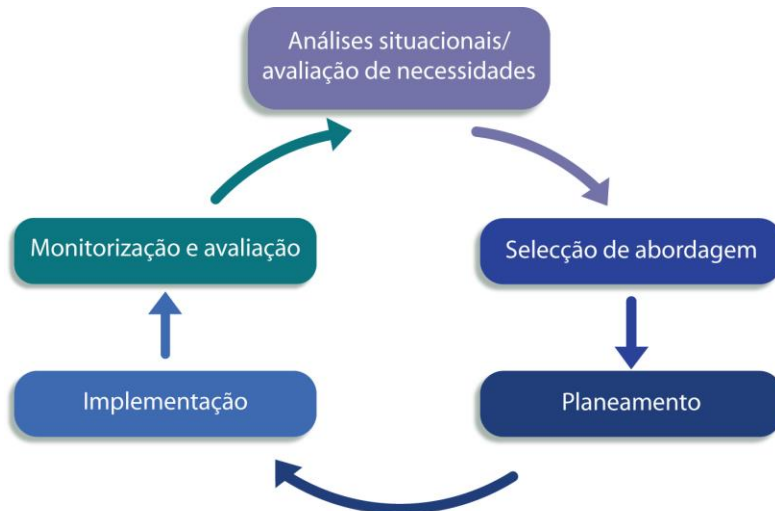 Análises situacionais/
avaliação de necessidades
Selecção de abordagem
Planeamento
Implementação
Monitorização e avaliação